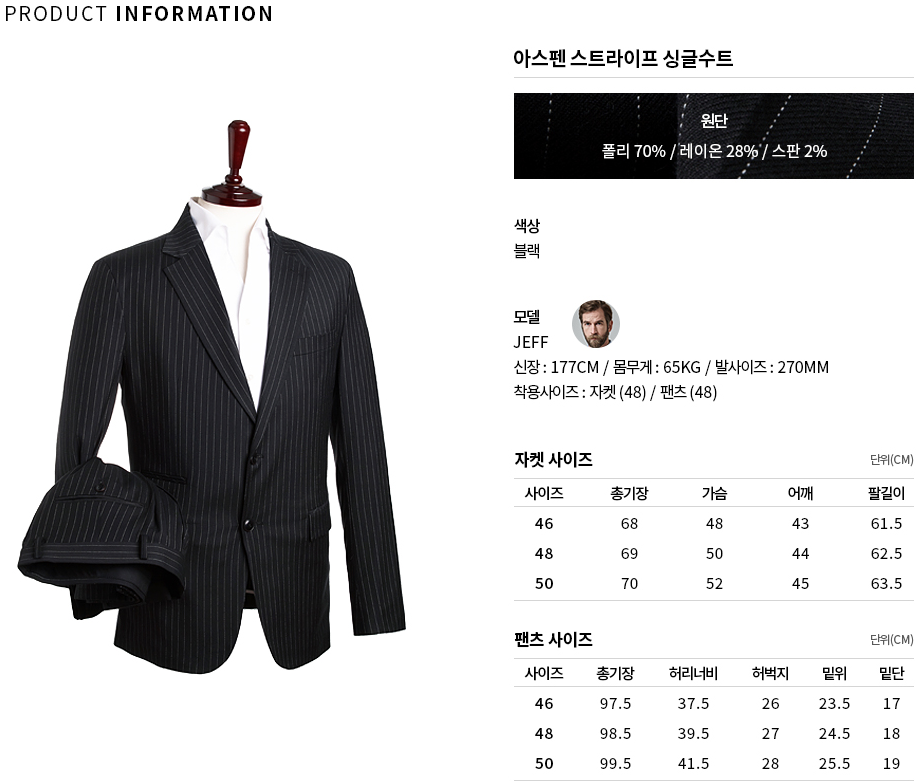 PRODUCT INFORMATION
아스펜 스트라이프 싱글수트
원단
폴리 70% / 레이온 28% / 스판 2%
색상
블랙
모델
JEFF
신장 : 177CM / 몸무게 : 65KG / 발사이즈 : 270MM
착용사이즈 : 자켓 (48) / 팬츠 (48)
자켓 사이즈 단위(CM)
사이즈 총기장 가슴 어깨 팔길이
46 68 48 43 61.5
48 69 50 44 62.5
50 70 52 45 63.5
팬츠 사이즈 단위(CM)
사이즈 총기장 허리너비 허벅지 밑위 밑단
46 97.5 37.5 26 23.5 17
48 98.5 39.5 27 24.5 18
50 99.5 41.5 28 25.5 19